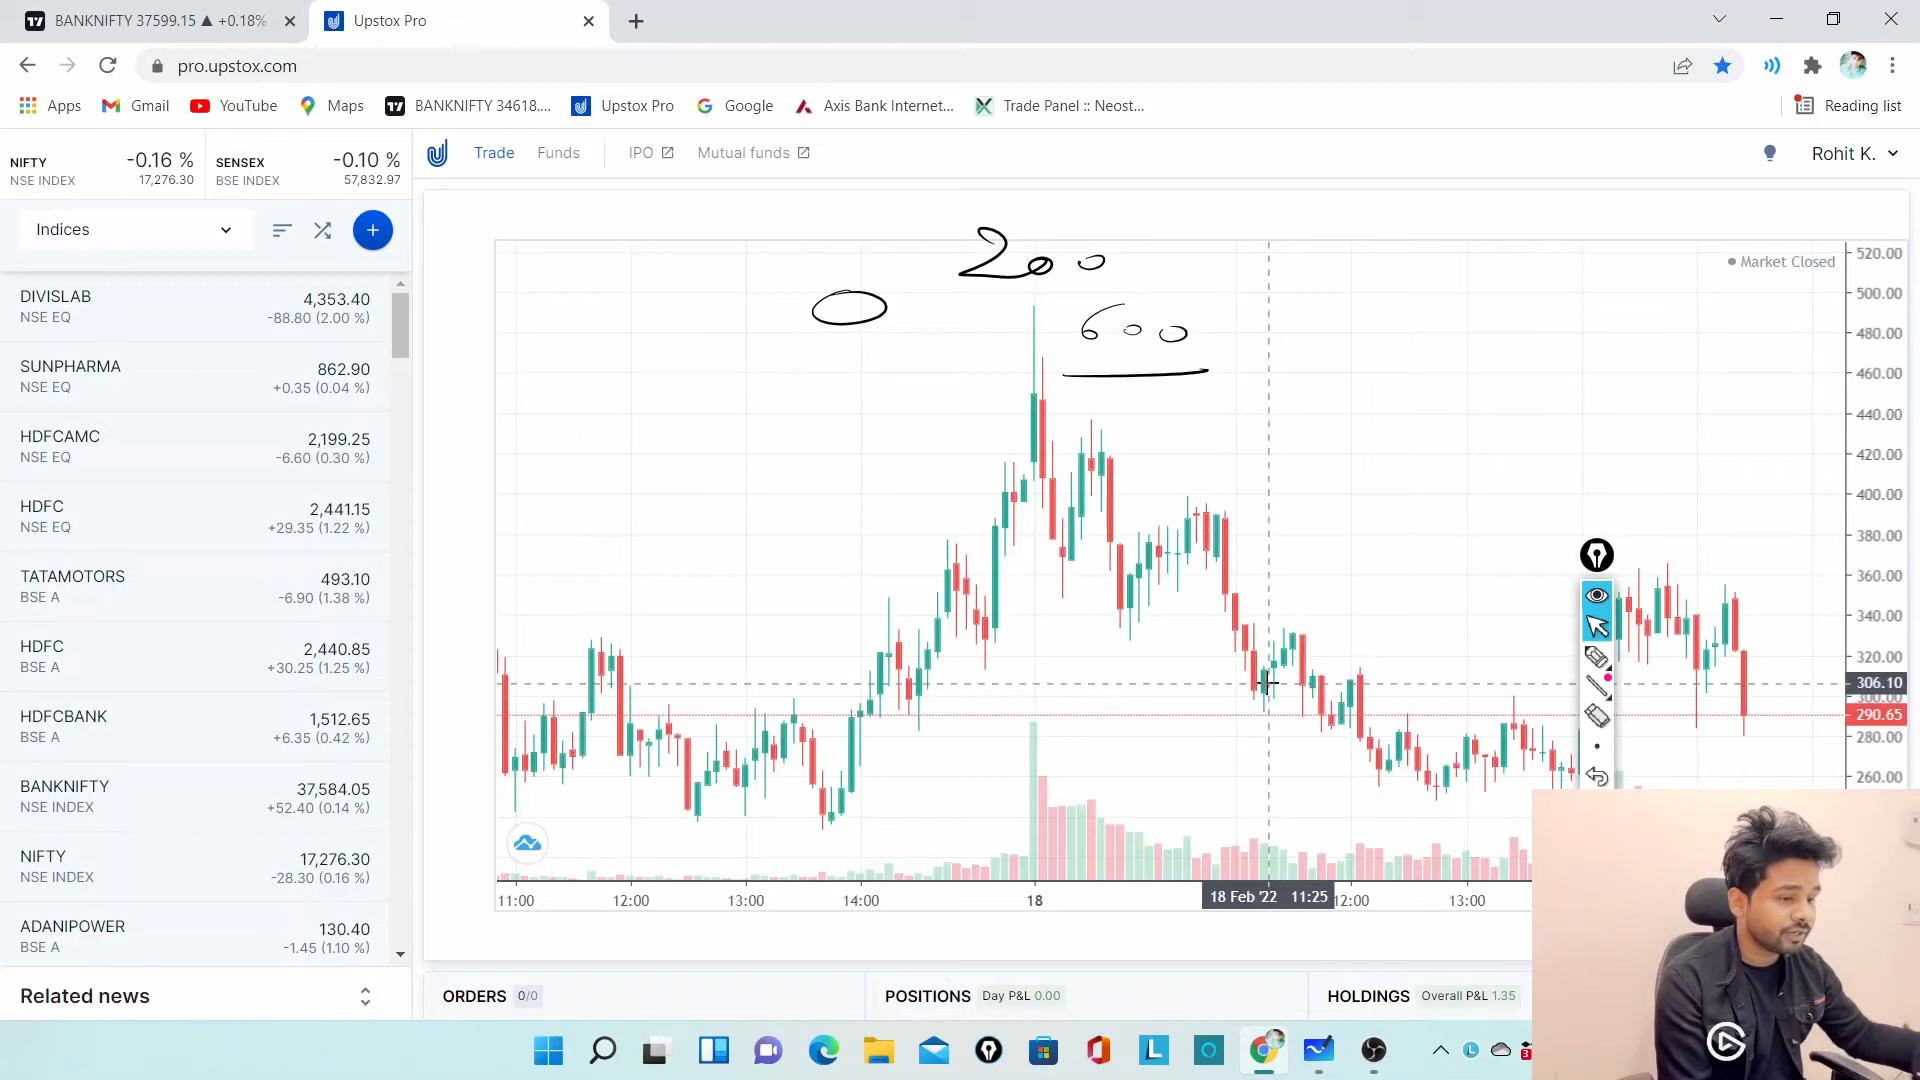 BANKNIFTY 37599.15 ▲ +0.18%
Upstox Pro
pro.upstox.com
Apps
Gmail
YouTube
Maps
BANKNIFTY 34618....
Upstox Pro
Google
Axis Bank Internet...
Trade Panel :: Neost...
Reading list
NIFTY -0.16 %
NSE INDEX 17,276.30
SENSEX -0.10 %
BSE INDEX 57,832.97
Trade
Funds
IPO
Mutual funds
Rohit K.
Indices
DIVISLAB 4,353.40
NSE EQ -88.80 (2.00 %)
SUNPHARMA 862.90
NSE EQ +0.35 (0.04 %)
HDFCAMC 2,199.25
NSE EQ -6.60 (0.30 %)
HDFC 2,441.15
NSE EQ +29.35 (1.22 %)
TATAMOTORS 493.10
BSE A -6.90 (1.38 %)
HDFC 2,440.85
BSE A +30.25 (1.25 %)
HDFCBANK 1,512.65
BSE A +6.35 (0.42 %)
BANKNIFTY 37,584.05
NSE INDEX +52.40 (0.14 %)
NIFTY 17,276.30
NSE INDEX -28.30 (0.16 %)
ADANIPOWER 130.40
BSE A -1.45 (1.10 %)
Related news
200
0
600
Market Closed
520.00
500.00
480.00
460.00
440.00
420.00
400.00
380.00
360.00
340.00
320.00
306.10
300.00
290.65
280.00
260.00
11:00
12:00
13:00
14:00
18
18 Feb '22 11:25
12:00
13:00
ORDERS 0/0
POSITIONS Day P&L 0.00
HOLDINGS Overall P&L 1.35